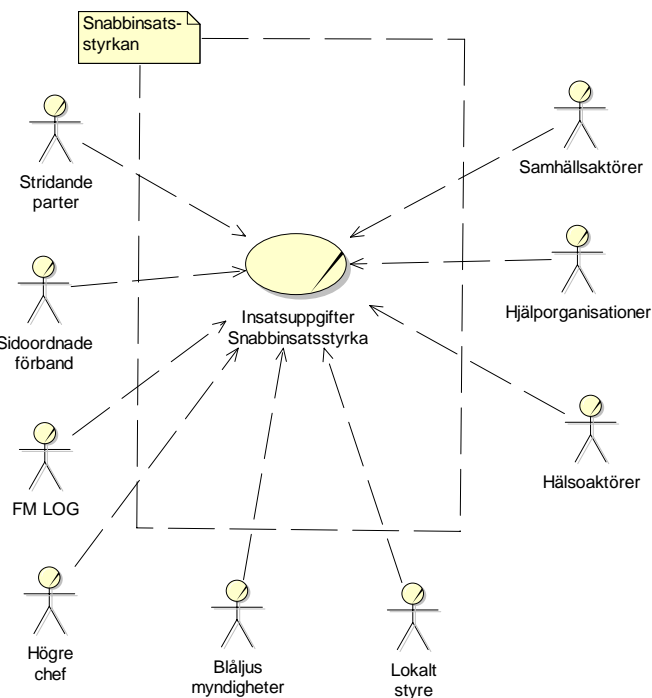 Snabbinsats-
styrkan
Stridande
parter
Samhällsaktörer
Sidoordnade
förband
Insatsuppgifter
Snabbinsatsstyrka
Hjälporganisationer
FM LOG
Hälsoaktörer
Högre
chef
Blåljus
myndigheter
Lokalt
styre